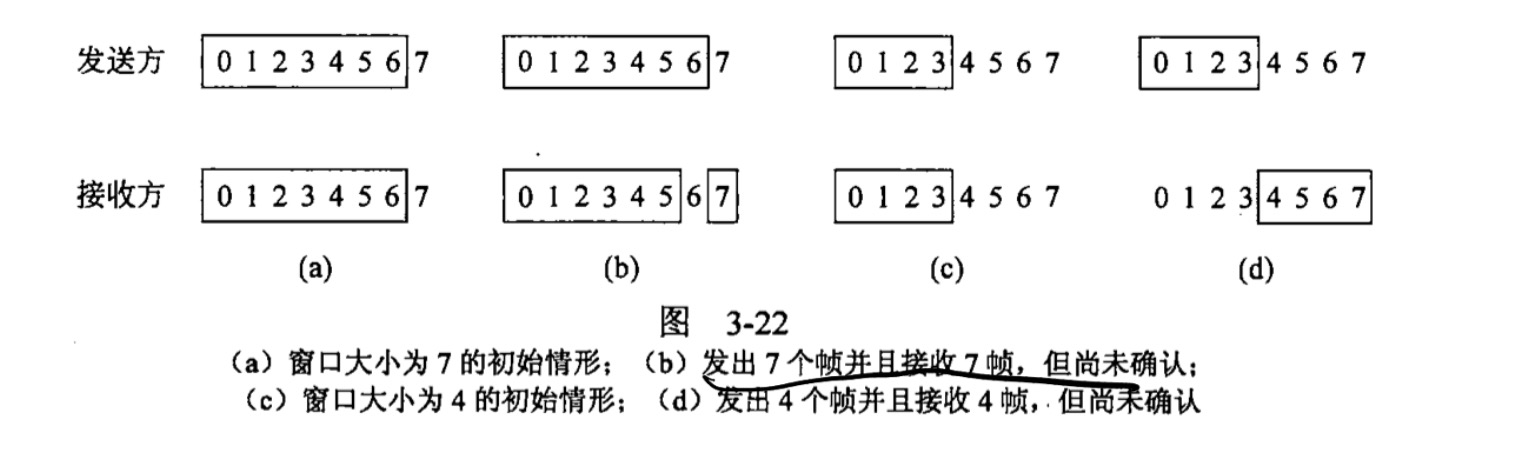 发送方 0 1 2 3 4 5 6 7 0 1 2 3 4 5 6 7 0 1 2 3 4 5 6 7 0 1 2 3 4 5 6 7
接收方 0 1 2 3 4 5 6 7 0 1 2 3 4 5 6 7 0 1 2 3 4 5 6 7 0 1 2 3 4 5 6 7
(a) (b) (c) (d)
图 3-22
（a）窗口大小为 7 的初始情形；（b）发出 7 个帧并且接收 7 帧，但尚未确认；
（c）窗口大小为 4 的初始情形；（d）发出 4 个帧并且接收 4 帧，但尚未确认